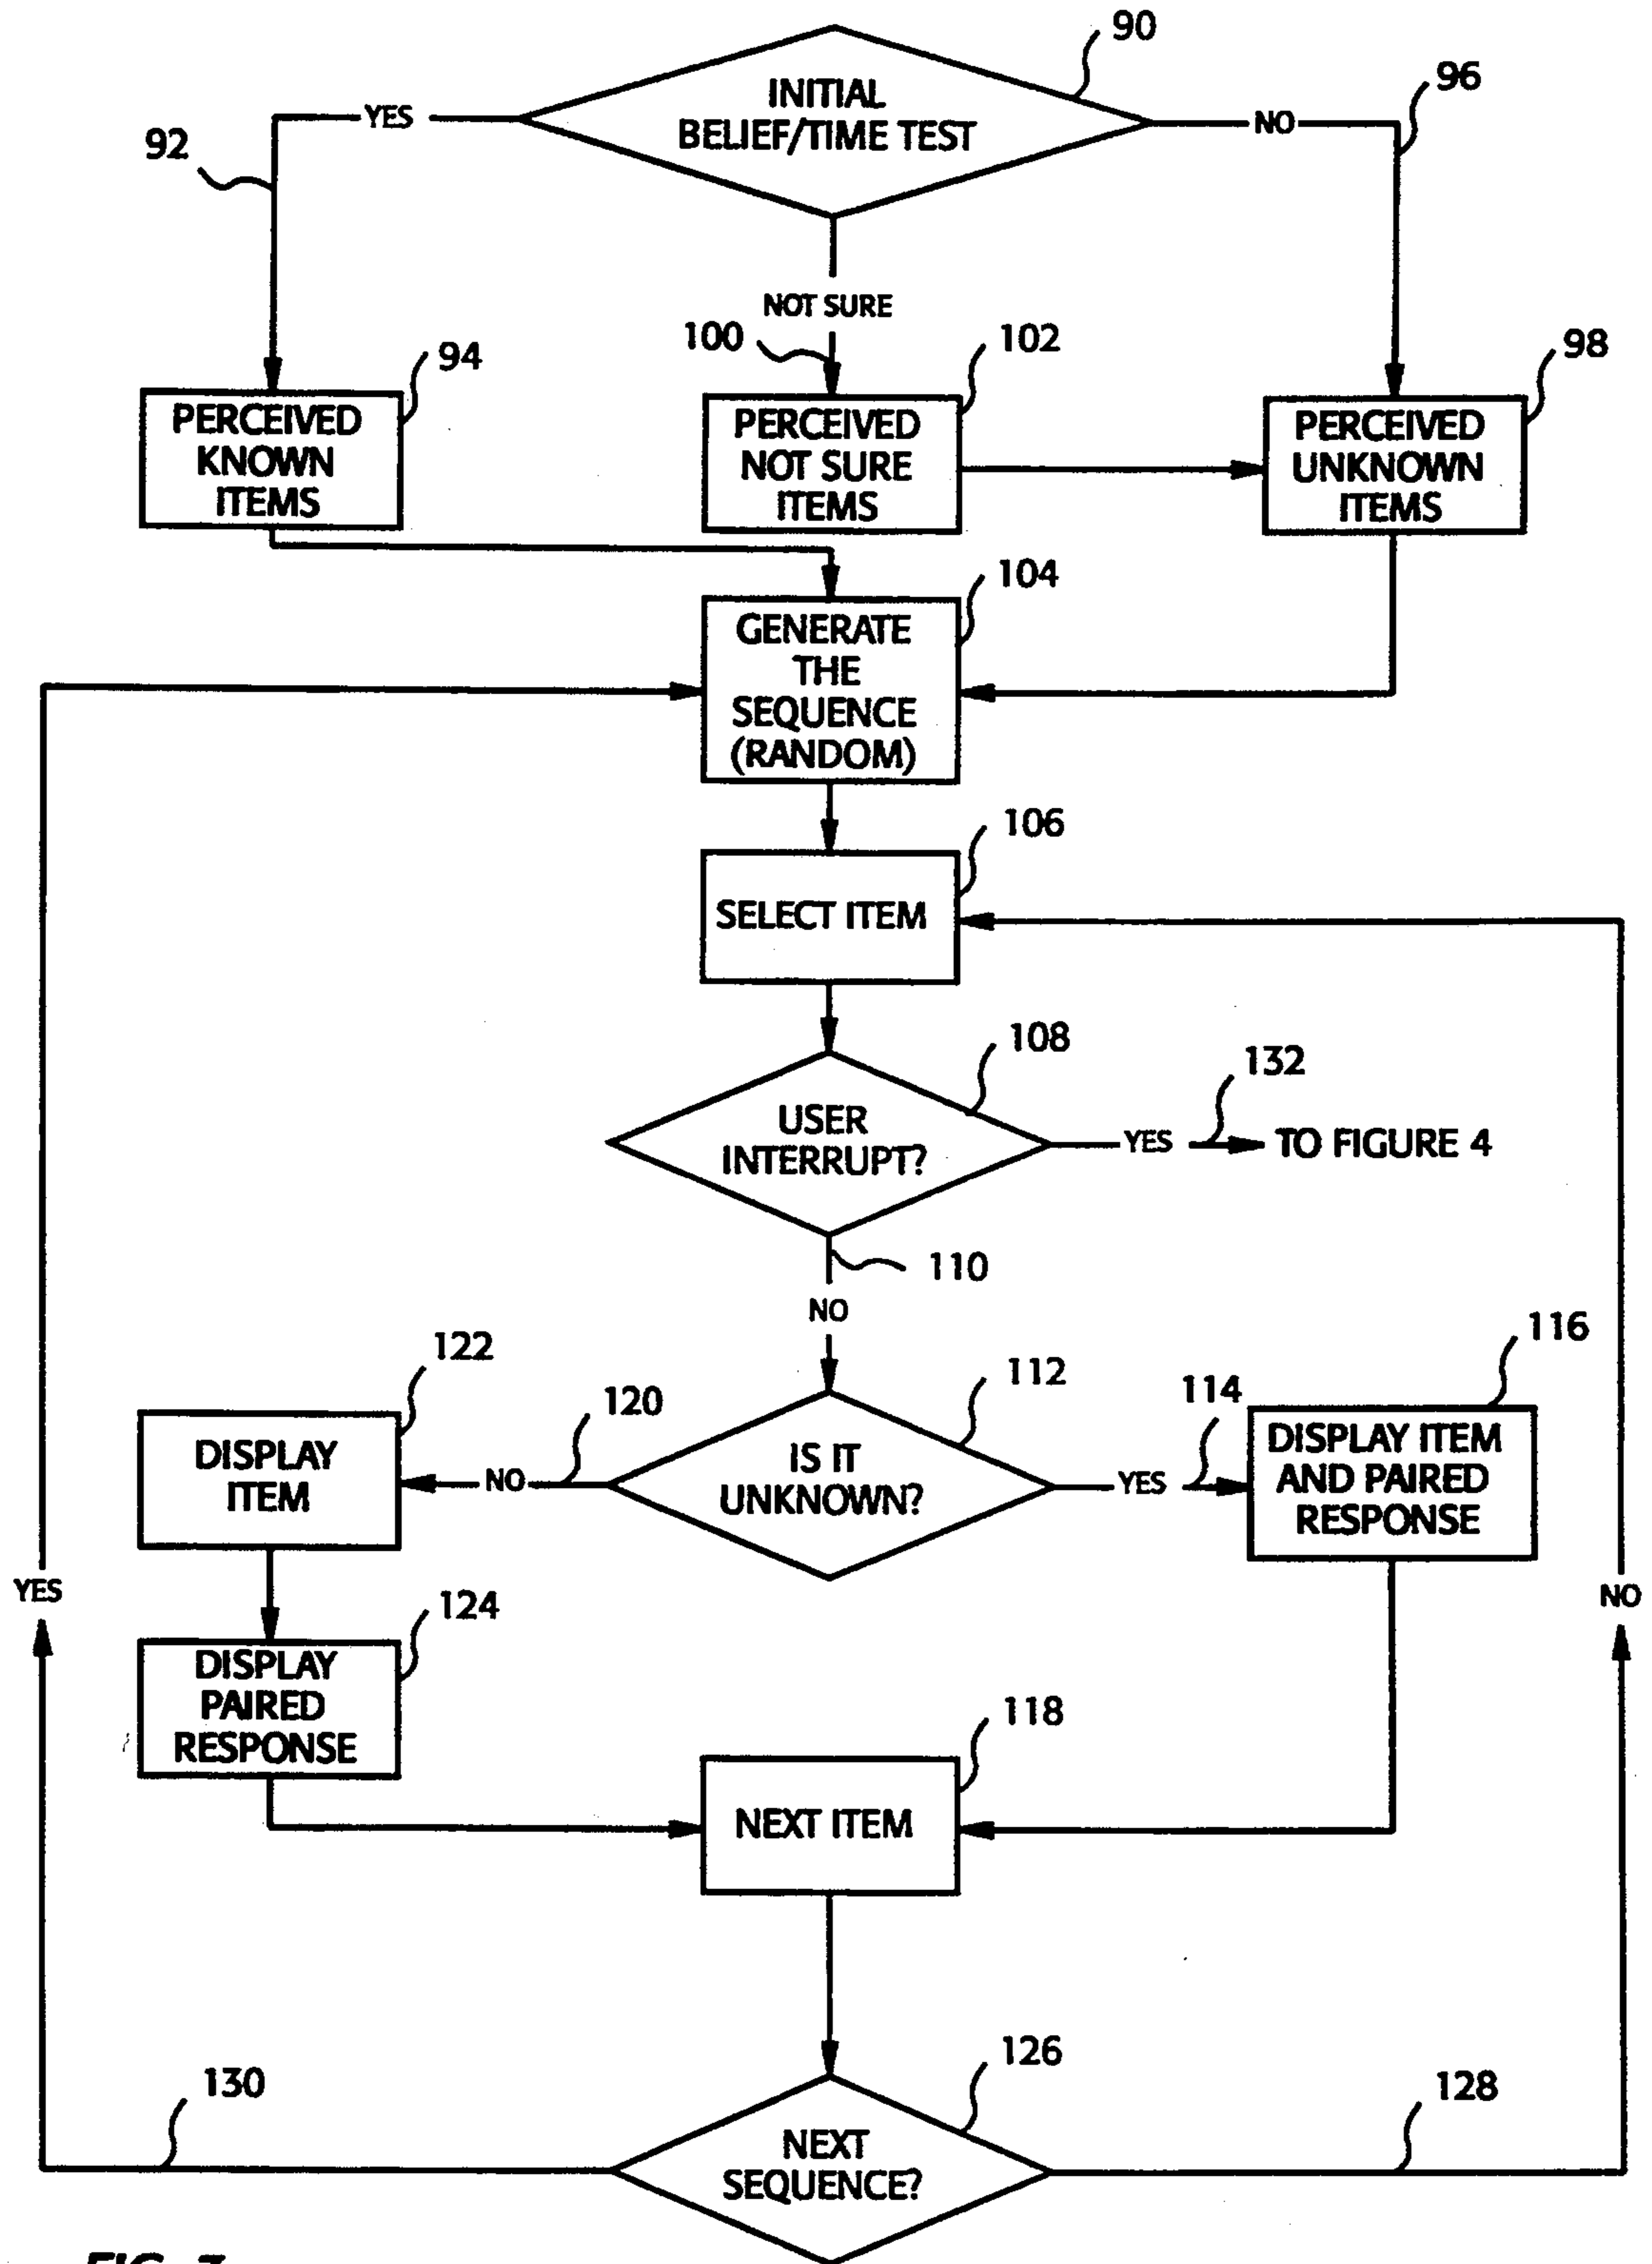 90
INITIAL
BELIEF/TIME TEST
YES
NO
96
92
NOT SURE
100
102
94
98
PERCEIVED
KNOWN
ITEMS
PERCEIVED
NOT SURE
ITEMS
PERCEIVED
UNKNOWN
ITEMS
104
GENERATE
THE
SEQUENCE
(RANDOM)
106
SELECT ITEM
108
132
USER
INTERRUPT?
YES
TO FIGURE 4
110
NO
122
120
112
114
116
DISPLAY
ITEM
NO
IS IT
UNKNOWN?
YES
DISPLAY ITEM
AND PAIRED
RESPONSE
YES
NO
124
DISPLAY
PAIRED
RESPONSE
118
NEXT ITEM
126
130
128
NEXT
SEQUENCE?